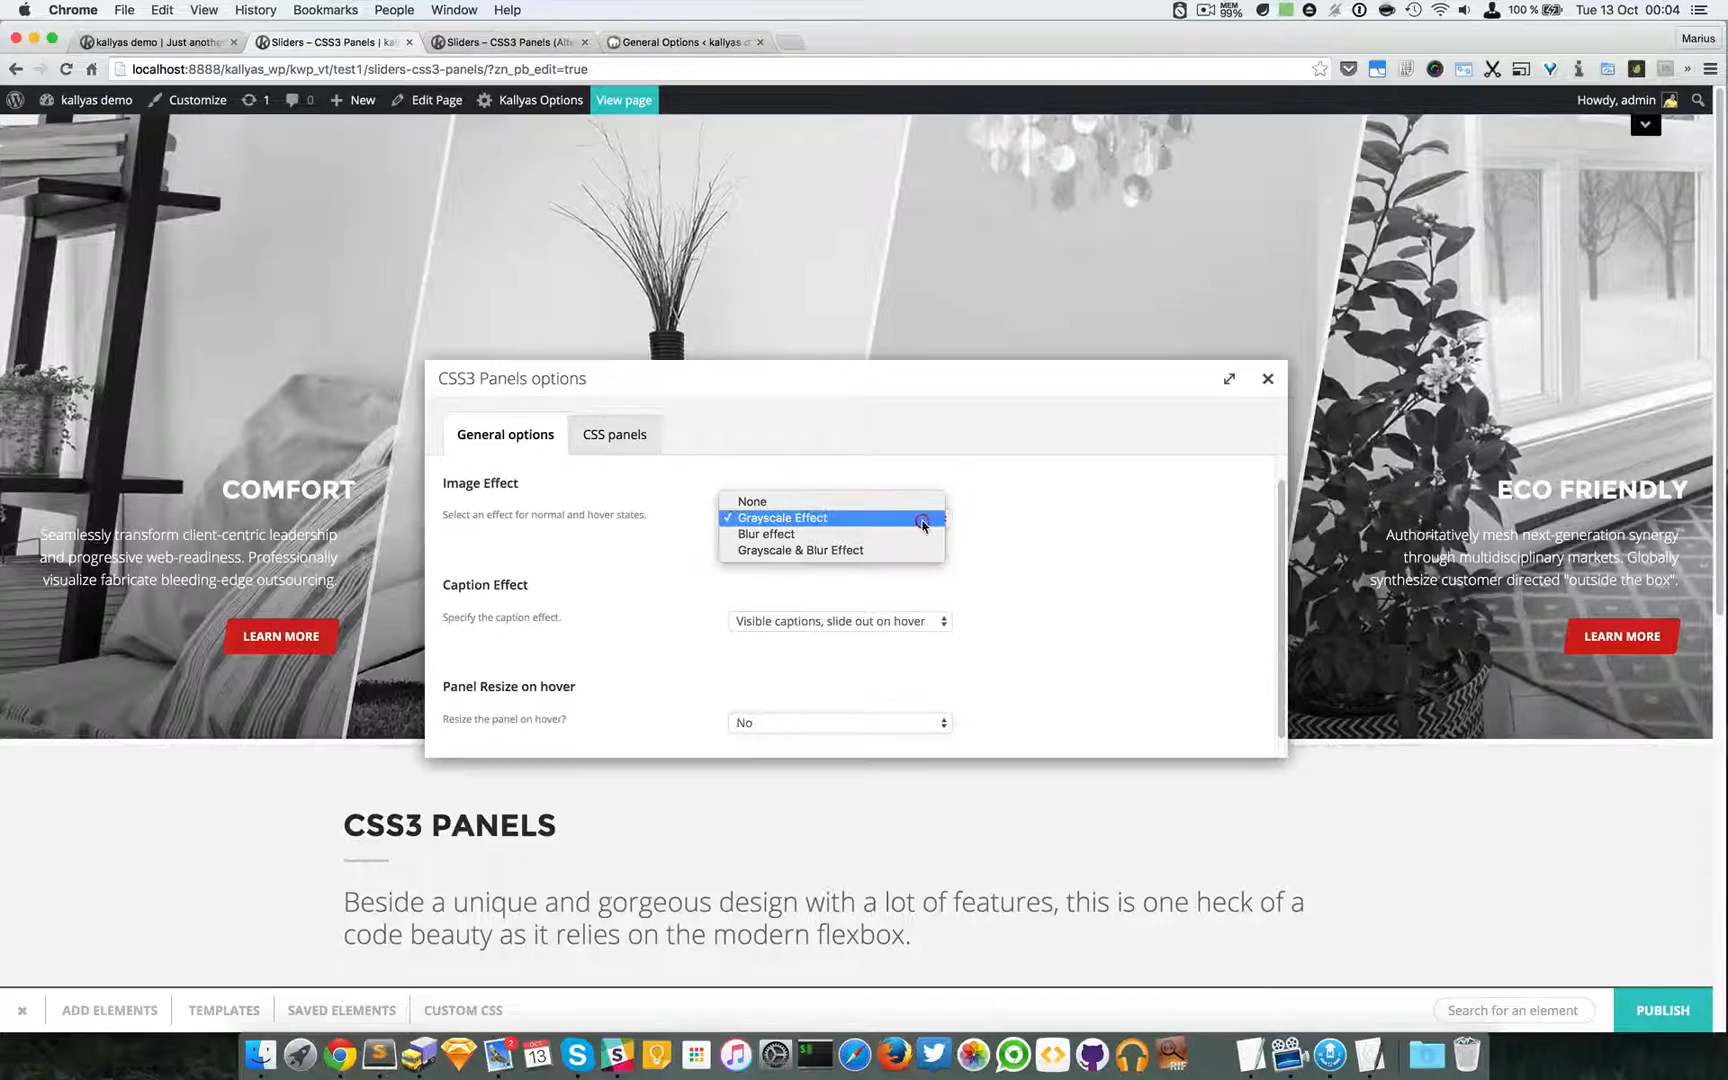 Chrome File Edit View History Bookmarks People Window Help MEM 99% 100 % Tue 13 Oct 00:04
kallyas demo | Just anothe
Sliders – CSS3 Panels | kal
Sliders – CSS3 Panels (Alt
General Options ‹ kallyas d
Marius
localhost:8888/kallyas_wp/kwp_vt/test1/sliders-css3-panels/?zn_pb_edit=true
kallyas demo Customize 1 0 New Edit Page Kallyas Options View page Howdy, admin
CSS3 Panels options
General options CSS panels
Image Effect
Select an effect for normal and hover states.
None
✓ Grayscale Effect
Blur effect
Grayscale & Blur Effect
Caption Effect
Specify the caption effect.
Visible captions, slide out on hover
Panel Resize on hover
Resize the panel on hover?
No
COMFORT
Seamlessly transform client-centric leadership
and progressive web-readiness. Professionally
visualize fabricate bleeding-edge outsourcing.
LEARN MORE
ECO FRIENDLY
Authoritatively mesh next-generation synergy
through multidisciplinary markets. Globally
synthesize customer directed "outside the box".
LEARN MORE
CSS3 PANELS
Beside a unique and gorgeous design with a lot of features, this is one heck of a
code beauty as it relies on the modern flexbox.
ADD ELEMENTS TEMPLATES SAVED ELEMENTS CUSTOM CSS Search for an element PUBLISH
2
13
RIF